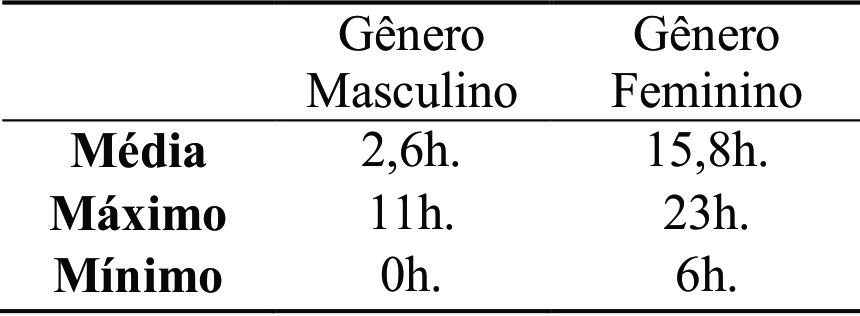 Gênero Gênero
Masculino Feminino
Média 2,6h. 15,8h.
Máximo 11h. 23h.
Mínimo 0h. 6h.